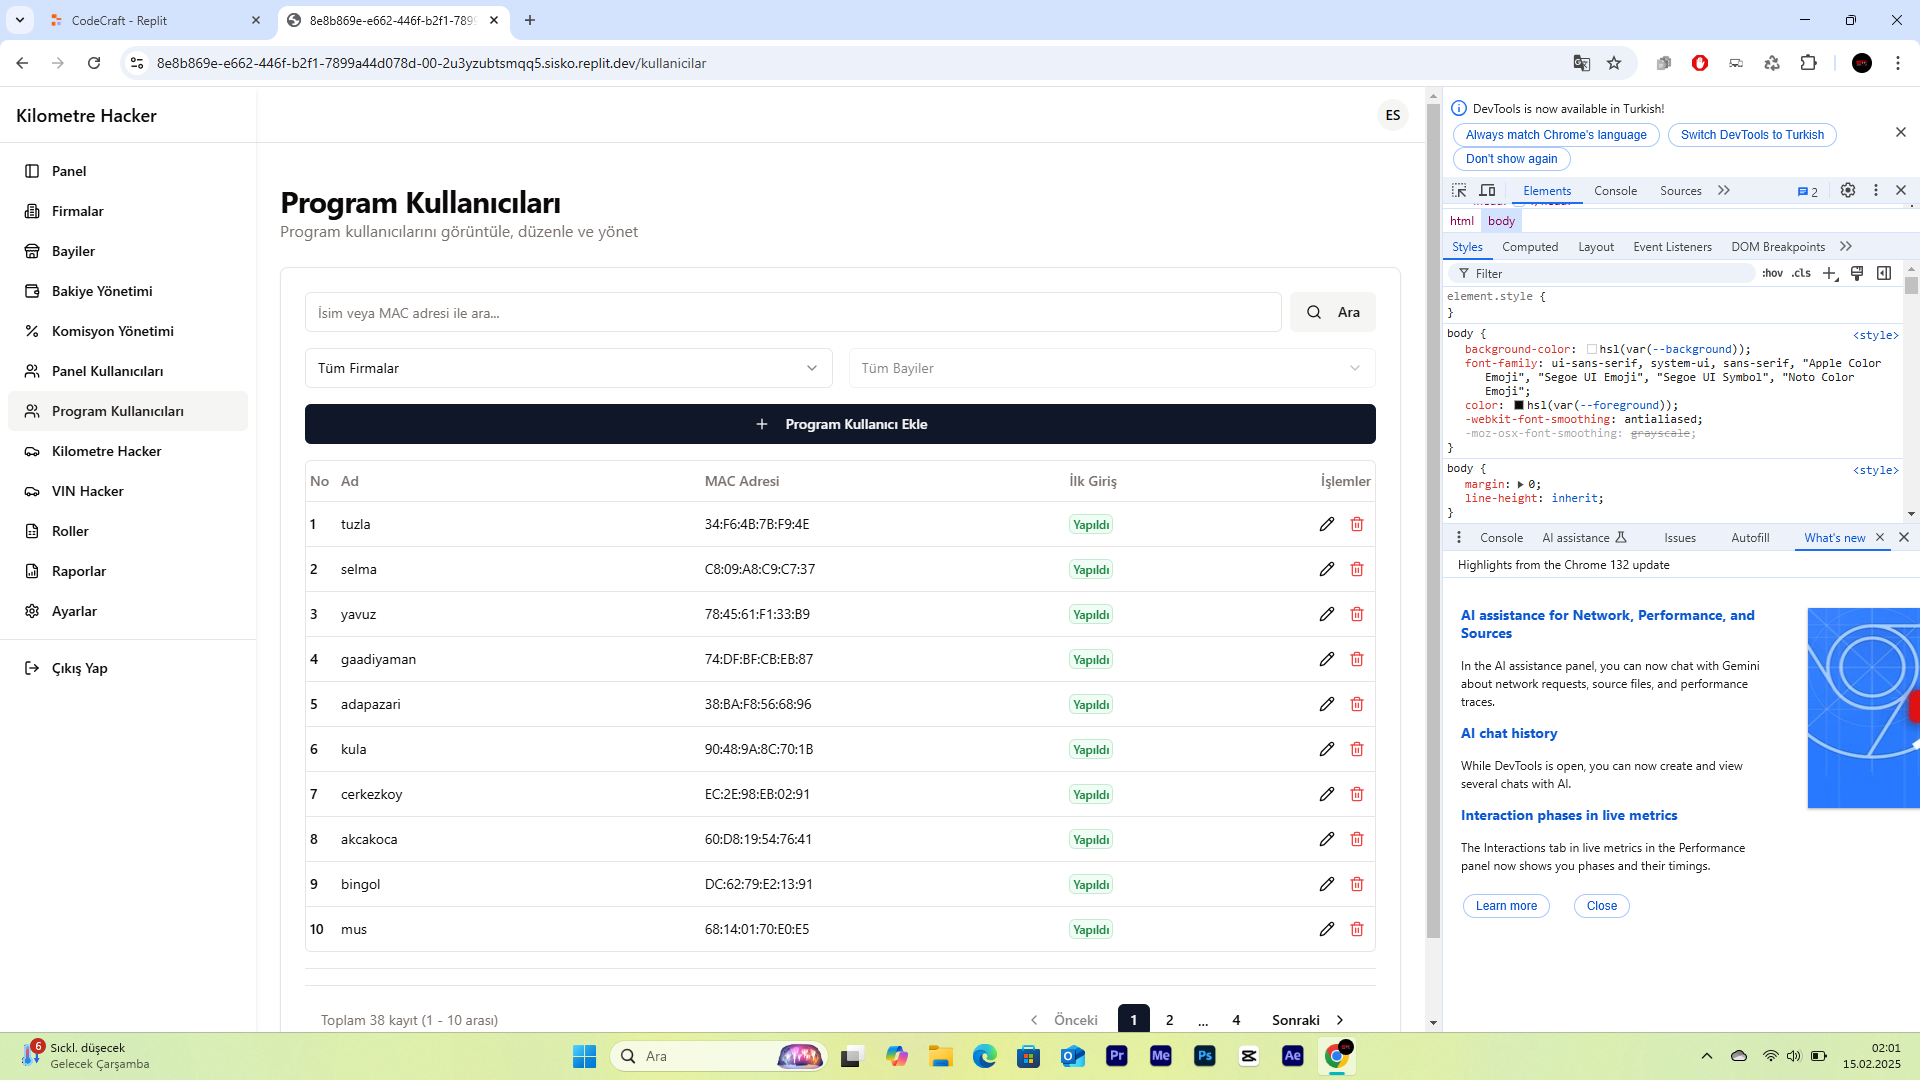 CodeCraft - Replit
8e8b869e-e662-446f-b2f1-789
8e8b869e-e662-446f-b2f1-7899a44d078d-00-2u3yzubtsmqq5.sisko.replit.dev/kullanicilar
Kilometre Hacker
ES
Panel
Firmalar
Bayiler
Bakiye Yönetimi
Komisyon Yönetimi
Panel Kullanıcıları
Program Kullanıcıları
Kilometre Hacker
VIN Hacker
Roller
Raporlar
Ayarlar
Çıkış Yap
Program Kullanıcıları
Program kullanıcılarını görüntüle, düzenle ve yönet
İsim veya MAC adresi ile ara...
Ara
Tüm Firmalar
Tüm Bayiler
+ Program Kullanıcı Ekle
No Ad MAC Adresi İlk Giriş İşlemler
1 tuzla 34:F6:4B:7B:F9:4E Yapıldı
2 selma C8:09:A8:C9:C7:37 Yapıldı
3 yavuz 78:45:61:F1:33:B9 Yapıldı
4 gaadiyaman 74:DF:BF:CB:EB:87 Yapıldı
5 adapazari 38:BA:F8:56:68:96 Yapıldı
6 kula 90:48:9A:8C:70:1B Yapıldı
7 cerkezkoy EC:2E:98:EB:02:91 Yapıldı
8 akcakoca 60:D8:19:54:76:41 Yapıldı
9 bingol DC:62:79:E2:13:91 Yapıldı
10 mus 68:14:01:70:E0:E5 Yapıldı
Toplam 38 kayıt (1 - 10 arası)
Önceki 1 2 ... 4 Sonraki
DevTools is now available in Turkish!
Always match Chrome's language
Switch DevTools to Turkish
Don't show again
Elements Console Sources 2
html body
Styles Computed Layout Event Listeners DOM Breakpoints
Filter :hov .cls
element.style {
}
body { <style>
background-color: hsl(var(--background));
font-family: ui-sans-serif, system-ui, sans-serif, "Apple Color
Emoji", "Segoe UI Emoji", "Segoe UI Symbol", "Noto Color
Emoji";
color: hsl(var(--foreground));
-webkit-font-smoothing: antialiased;
-moz-osx-font-smoothing: grayscale;
}
body { <style>
margin: 0;
line-height: inherit;
}
Console AI assistance Issues Autofill What's new
Highlights from the Chrome 132 update
AI assistance for Network, Performance, and
Sources
In the AI assistance panel, you can now chat with Gemini
about network requests, source files, and performance
traces.
AI chat history
While DevTools is open, you can now create and view
several chats with AI.
Interaction phases in live metrics
The Interactions tab in live metrics in the Performance
panel now shows you phases and their timings.
Learn more
Close
6
Sıckl. düşecek
Gelecek Çarşamba
Ara
Pr Me Ps Ae
02:01
15.02.2025